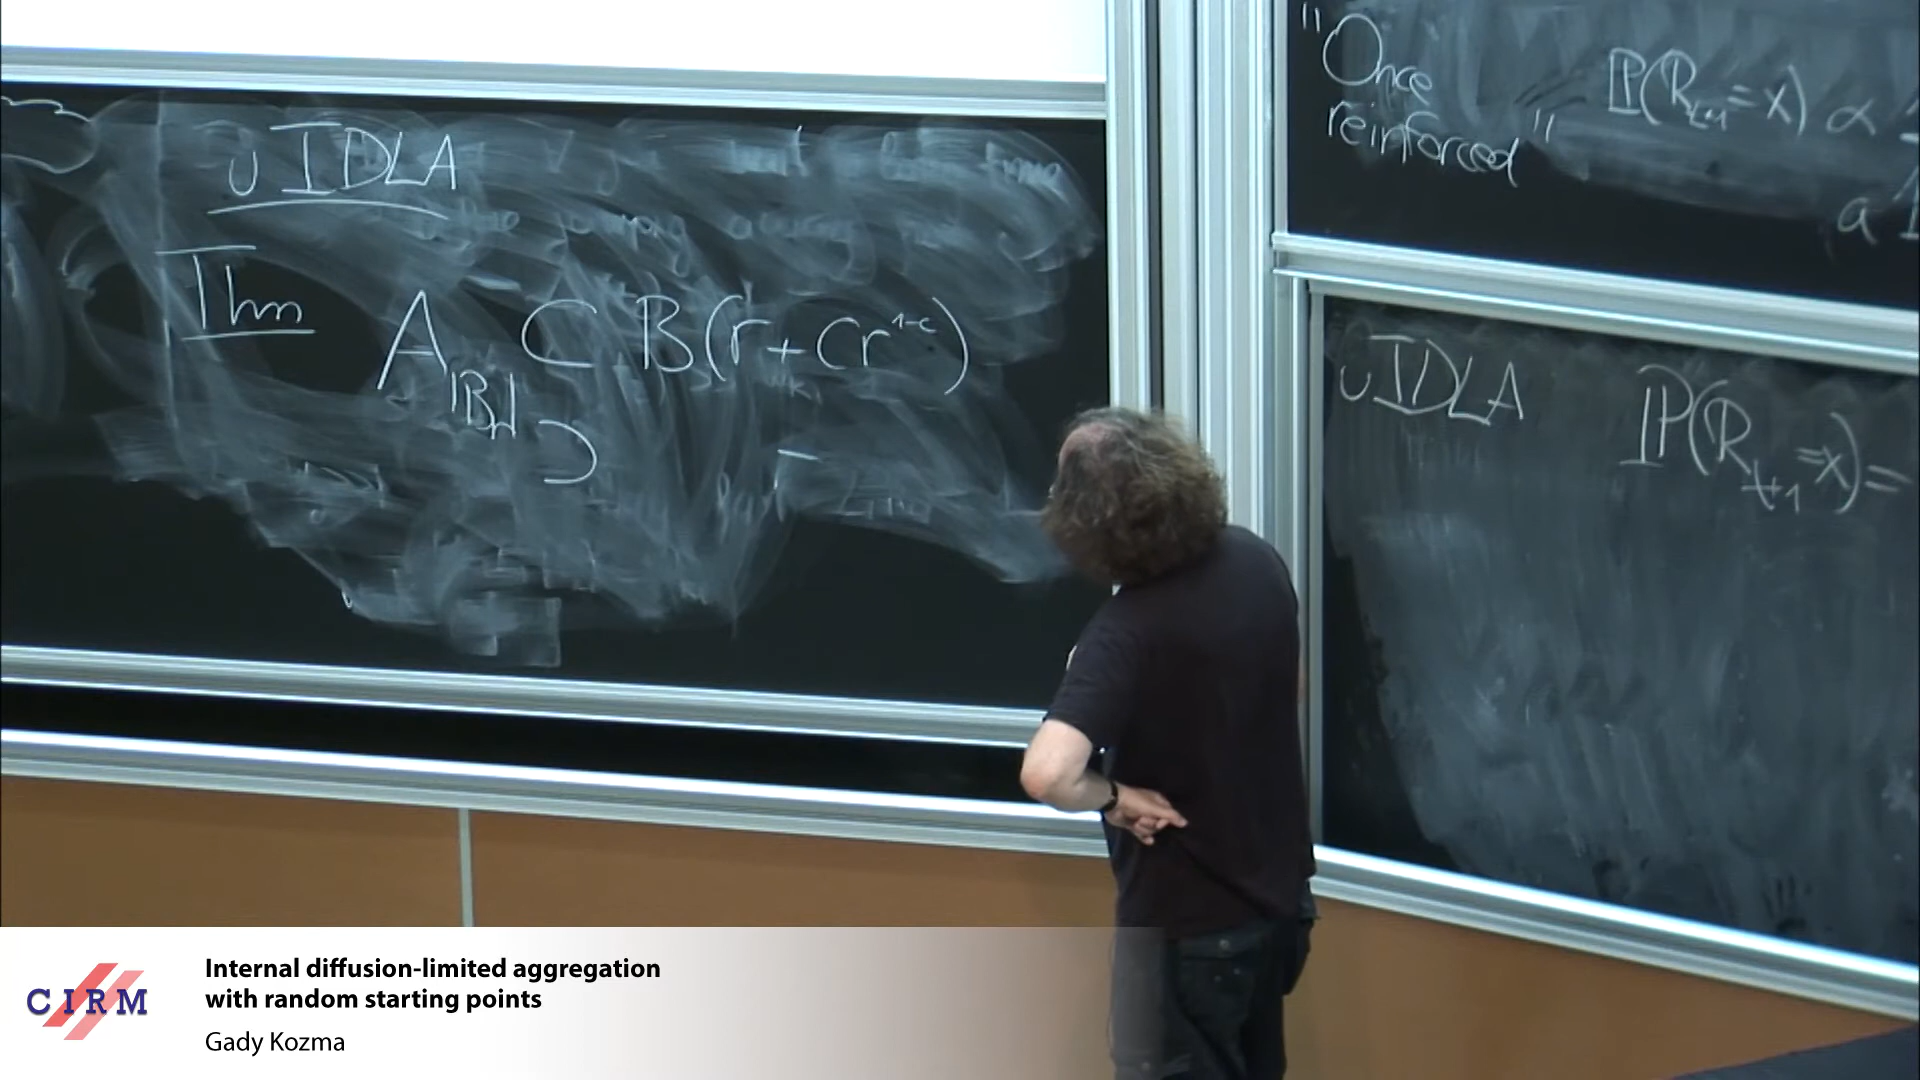 uIDLA
Thm A_{|B_r|} ⊂ B(r + Cr^{1-c})
⊃ -
"Once
reinforced"
P(R_{t+1} = x) ∝
a
uIDLA P(R_{t+1} = x) =
CIRM
Internal diffusion-limited aggregation
with random starting points
Gady Kozma